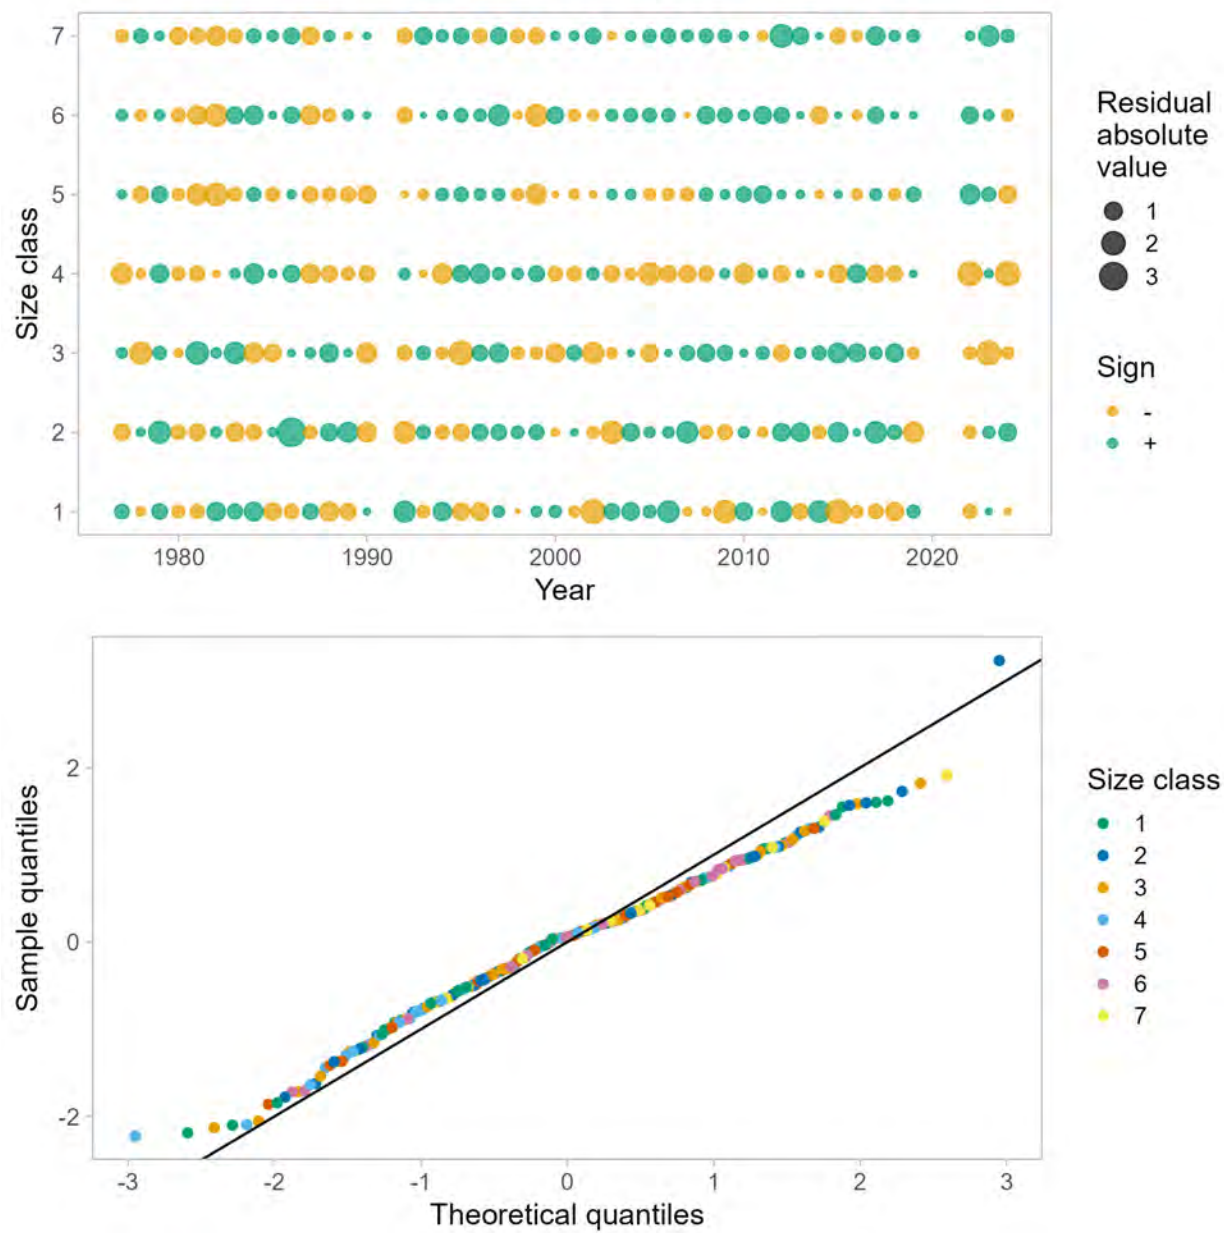 7
6
5
4
3
2
1
Size class
1980 1990 2000 2010 2020
Year
Residual
absolute
value
1
2
3
Sign
-
+
2
0
-2
Sample quantiles
-3 -2 -1 0 1 2 3
Theoretical quantiles
Size class
1
2
3
4
5
6
7